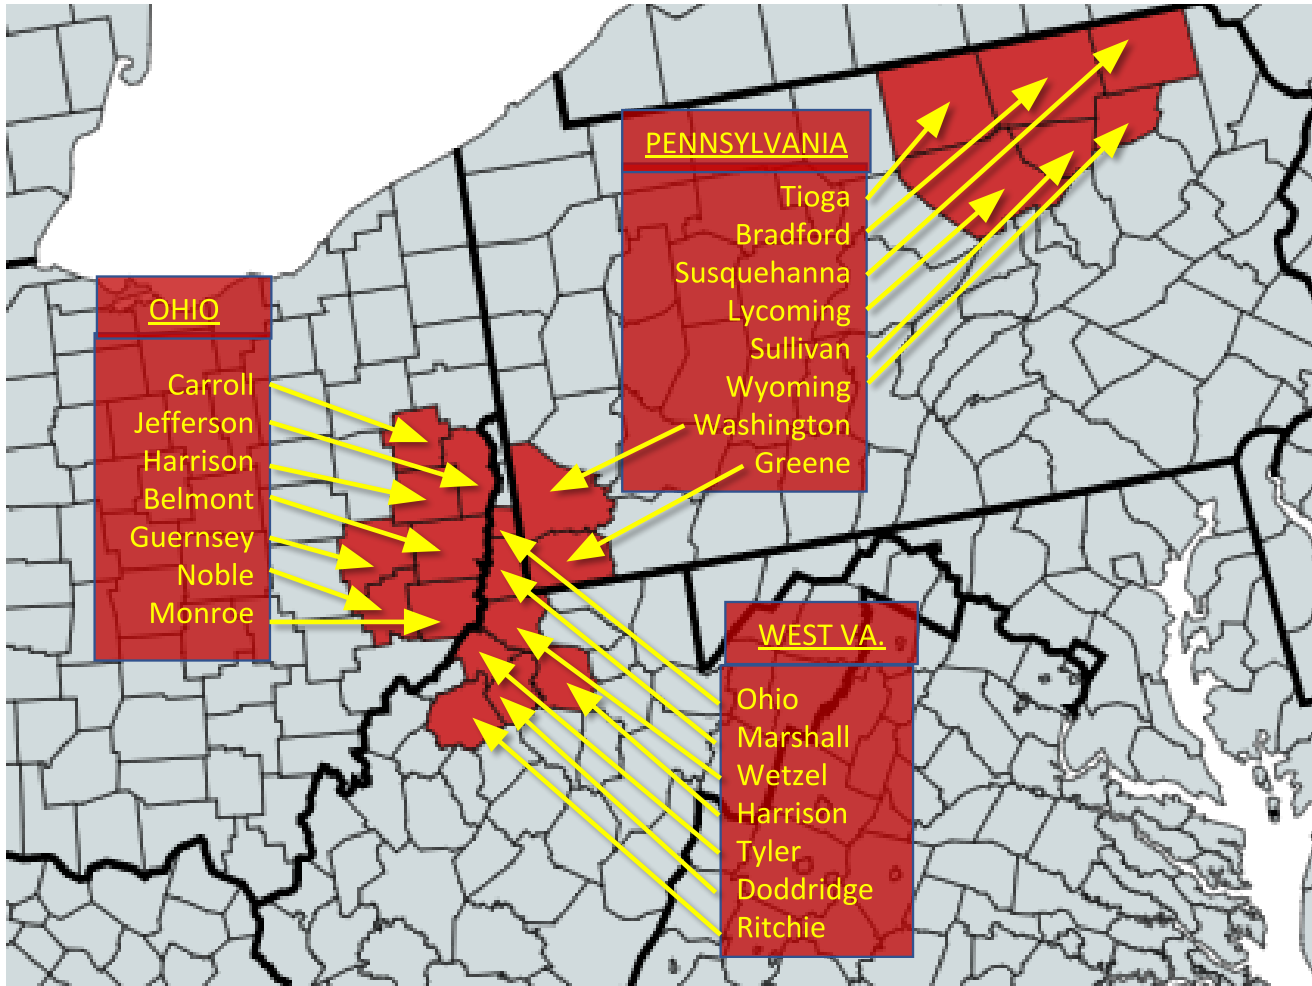 PENNSYLVANIA
Tioga
Bradford
Susquehanna
Lycoming
Sullivan
Wyoming
Washington
Greene
OHIO
Carroll
Jefferson
Harrison
Belmont
Guernsey
Noble
Monroe
WEST VA.
Ohio
Marshall
Wetzel
Harrison
Tyler
Doddridge
Ritchie